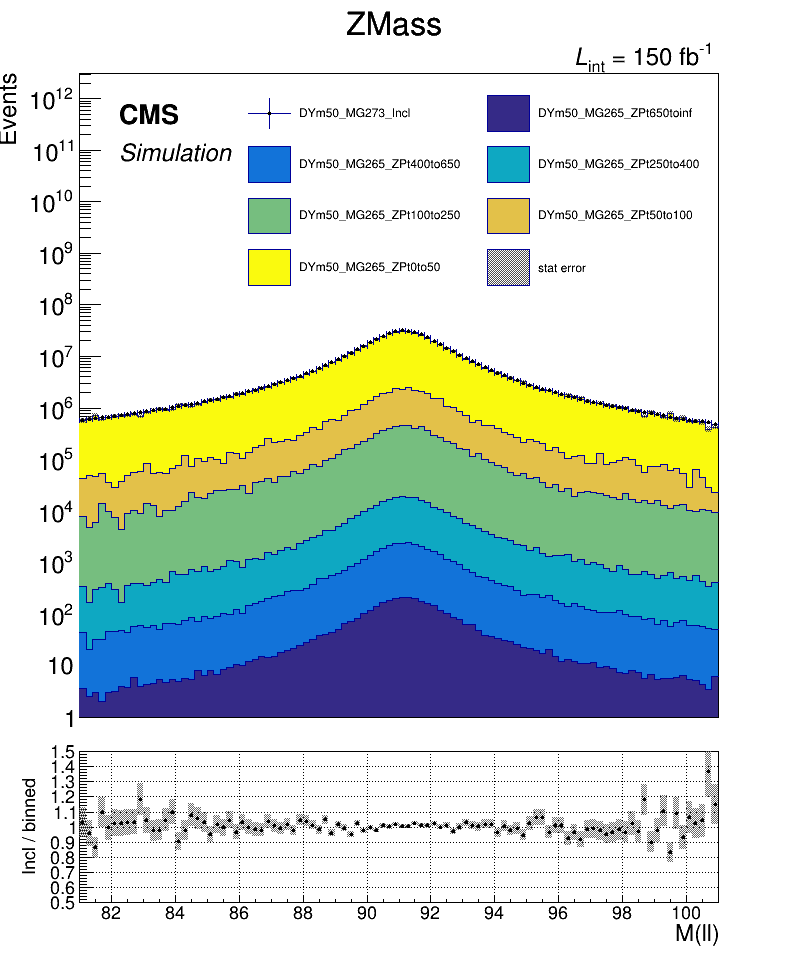 ZMass
L_int = 150 fb^-1
Events
10^12
10^11
10^10
10^9
10^8
10^7
10^6
10^5
10^4
10^3
10^2
10
1
CMS
Simulation
DYm50_MG273_Incl
DYm50_MG265_ZPt650toinf
DYm50_MG265_ZPt400to650
DYm50_MG265_ZPt250to400
DYm50_MG265_ZPt100to250
DYm50_MG265_ZPt50to100
DYm50_MG265_ZPt0to50
stat error
Incl / binned
1.5
1.4
1.3
1.2
1.1
1
0.9
0.8
0.7
0.6
0.5
82 84 86 88 90 92 94 96 98 100
M(ll)